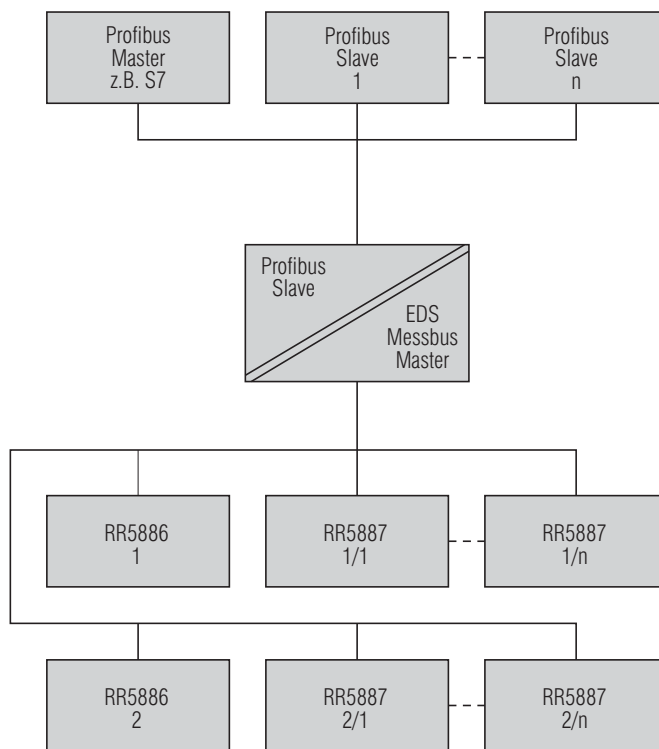 Profibus
Master
z.B. S7
Profibus
Slave
1
Profibus
Slave
n
Profibus
Slave
EDS
Messbus
Master
RR5886
1
RR5887
1/1
RR5887
1/n
RR5886
2
RR5887
2/1
RR5887
2/n